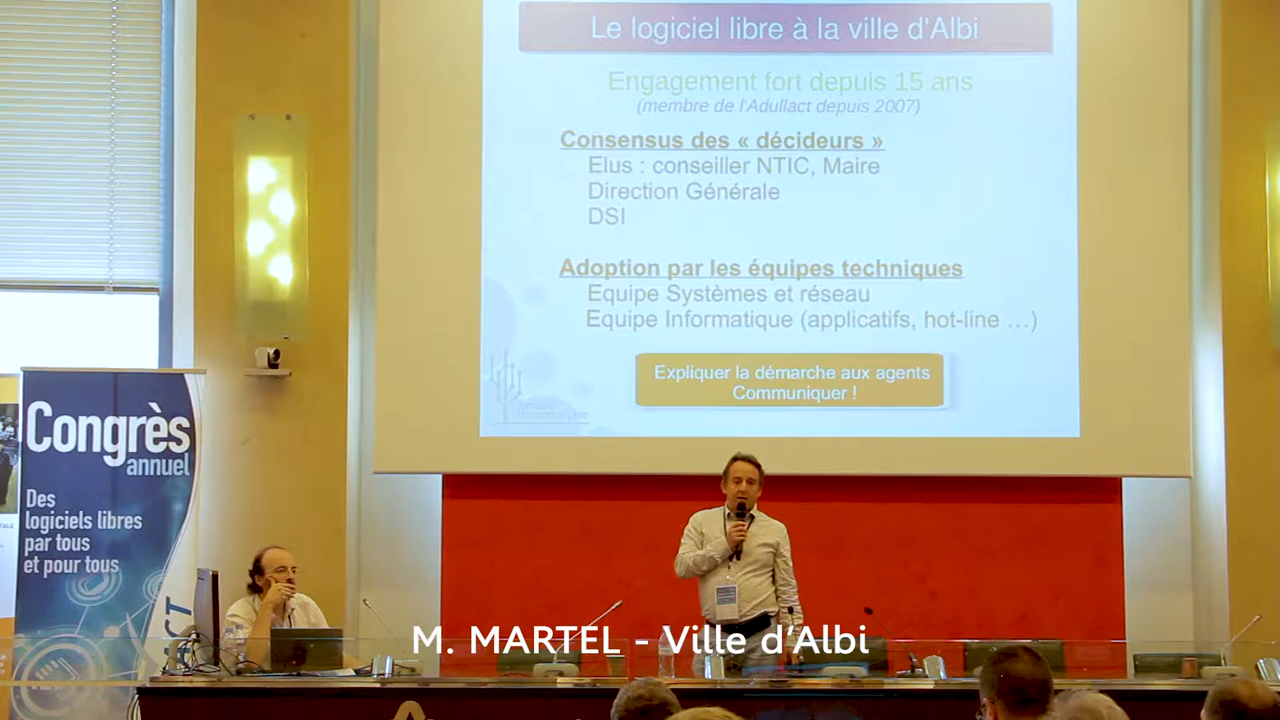 Le logiciel libre à la ville d'Albi
Engagement fort depuis 15 ans
(membre de l'Adullact depuis 2007)
Consensus des « décideurs »
Elus : conseiller NTIC, Maire
Direction Générale
DSI
Adoption par les équipes techniques
Equipe Systèmes et réseau
Equipe Informatique (applicatifs, hot-line …)
Expliquer la démarche aux agents
Communiquer !
Congrès
annuel
Des
logiciels libres
par tous
et pour tous
M. MARTEL - Ville d’Albi